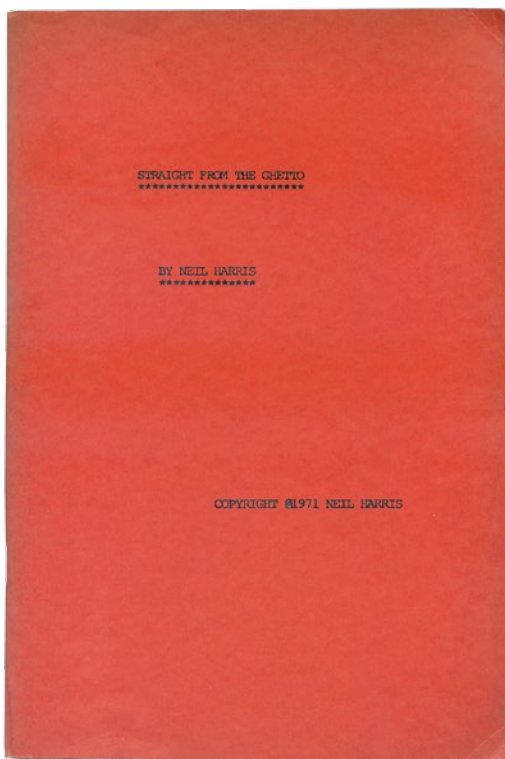 STRAIGHT FROM THE GHETTO
************************
BY NEIL HARRIS
**************
COPYRIGHT @1971 NEIL HARRIS